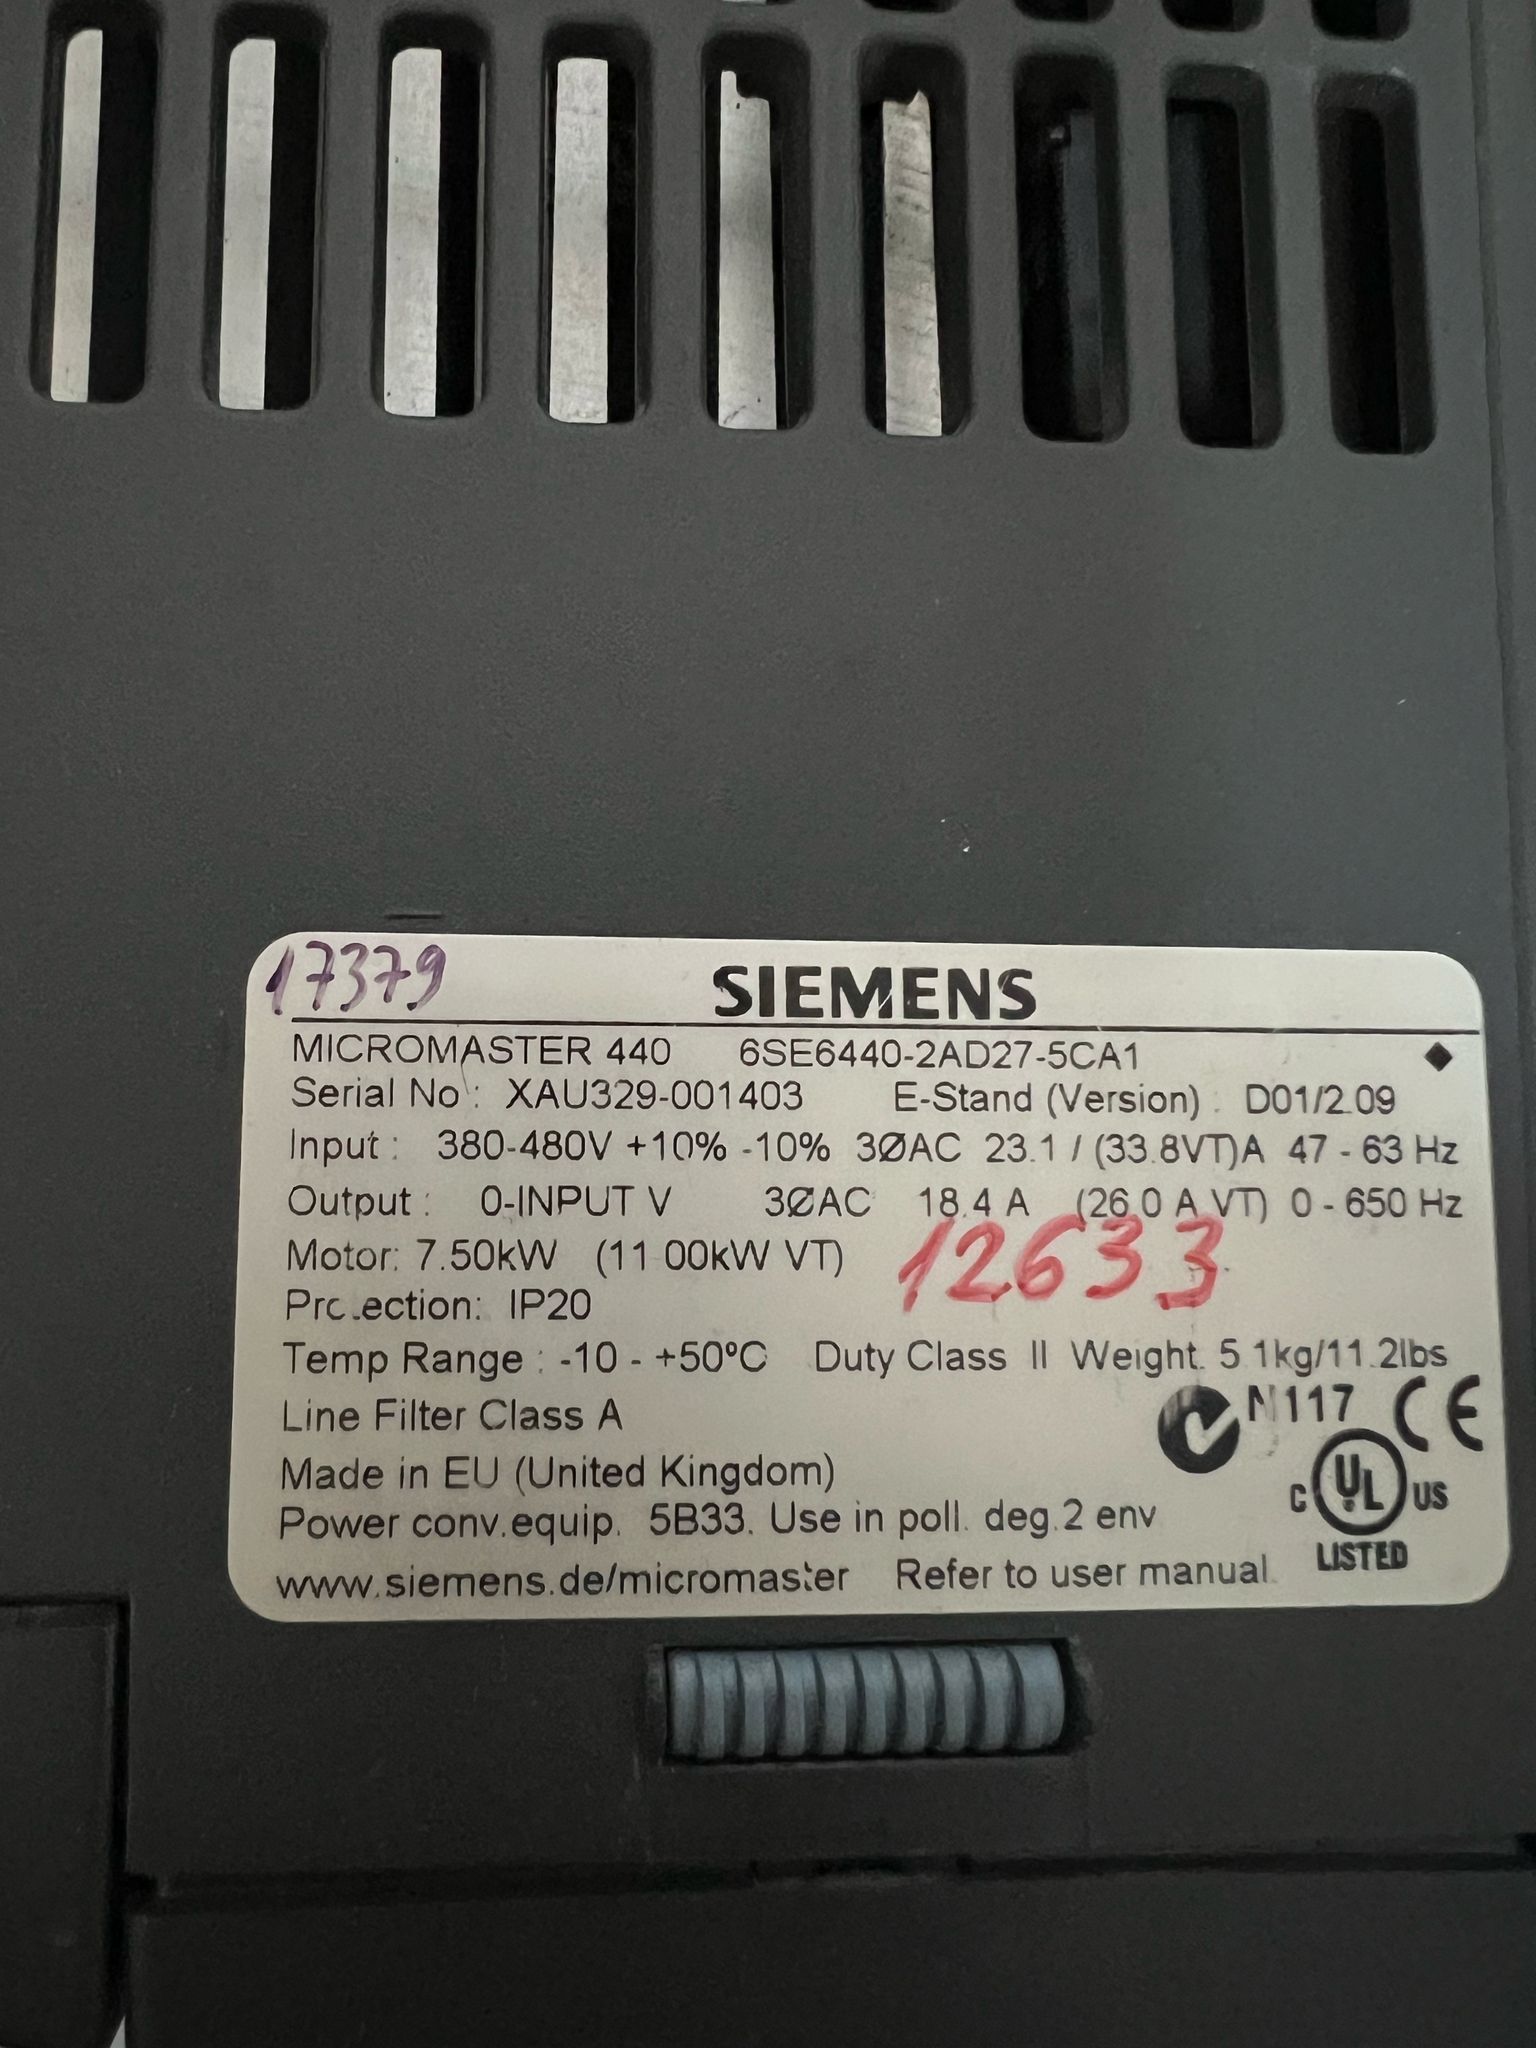 17379
SIEMENS
MICROMASTER 440 6SE6440-2AD27-5CA1
Serial No : XAU329-001403 E-Stand (Version) : D01/2.09
Input : 380-480V +10% -10% 3ØAC 23.1 / (33.8VT)A 47 - 63 Hz
Output : 0-INPUT V 3ØAC 18.4 A (26.0 A VT) 0 - 650 Hz
Motor: 7.50kW (11.00kW VT)
12633
Protection: IP20
Temp Range : -10 - +50ºC Duty Class II Weight. 5.1kg/11.2lbs
Line Filter Class A
N117 CE
Made in EU (United Kingdom)
C UL US
Power conv.equip. 5B33. Use in poll. deg.2 env
LISTED
www.siemens.de/micromaster Refer to user manual.